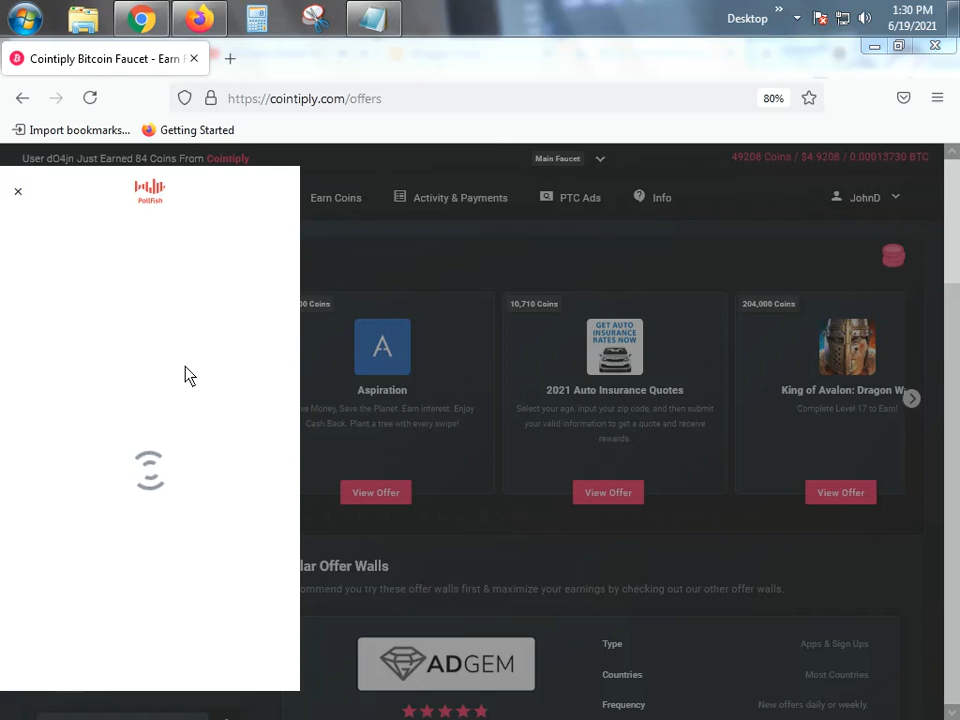 Desktop
»
1:30 PM
6/19/2021
Cointiply Bitcoin Faucet - Earn F
https://cointiply.com/offers
80%
Import bookmarks...
Getting Started
User dO4jn Just Earned 84 Coins From Cointiply
Main Faucet
49208 Coins / $4.9208 / 0.00013730 BTC
Pollfish
Earn Coins
Activity & Payments
PTC Ads
Info
JohnD
00 Coins
10,710 Coins
204,000 Coins
GET AUTO
INSURANCE
RATES NOW
Aspiration
2021 Auto Insurance Quotes
King of Avalon: Dragon W
Money, Save the Planet. Earn interest. Enjoy
Cash Back. Plant a tree with every swipe!
Select your age, input your zip code, and then submit
your valid information to get a quote and receive
rewards.
Complete Level 17 to Earn!
View Offer
View Offer
View Offer
lar Offer Walls
ommend you try these offer walls first & maximize your earnings by checking out our other offer walls.
ADGEM
Type
Apps & Sign Ups
Countries
Most Countries
Frequency
New offers daily or weekly.